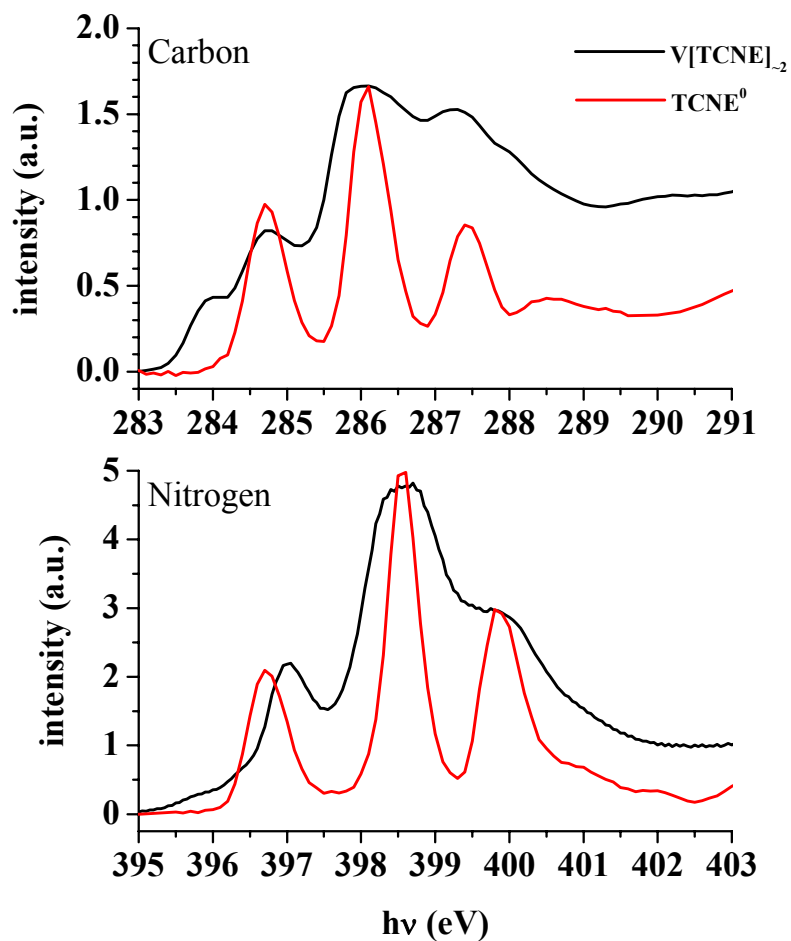 Carbon
V[TCNE]~2
TCNE0
intensity (a.u.)
2.0
1.5
1.0
0.5
0.0
283 284 285 286 287 288 289 290 291
Nitrogen
intensity (a.u.)
5
4
3
2
1
0
395 396 397 398 399 400 401 402 403
hν (eV)